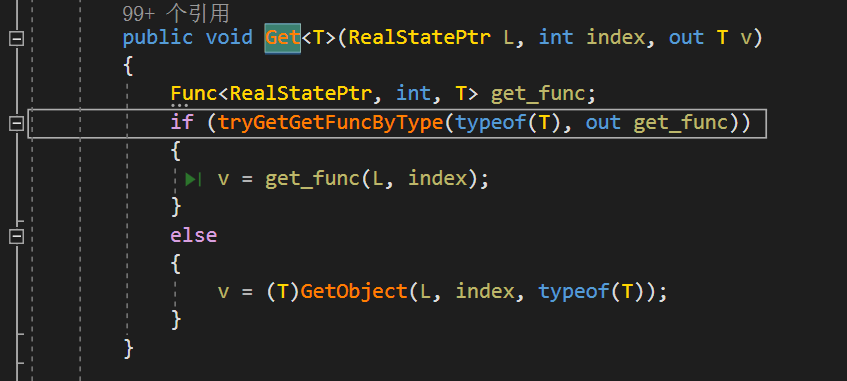 99+ 个引用
public void Get<T>(RealStatePtr L, int index, out T v)
{
Func<RealStatePtr, int, T> get_func;
if (tryGetGetFuncByType(typeof(T), out get_func))
{
v = get_func(L, index);
}
else
{
v = (T)GetObject(L, index, typeof(T));
}
}